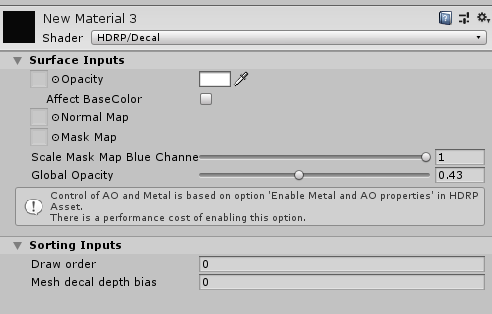 New Material 3
Shader HDRP/Decal
Surface Inputs
Opacity
Affect BaseColor
Normal Map
Mask Map
Scale Mask Map Blue Channe 1
Global Opacity 0.43
Control of AO and Metal is based on option 'Enable Metal and AO properties' in HDRP
Asset.
There is a performance cost of enabling this option.
Sorting Inputs
Draw order 0
Mesh decal depth bias 0